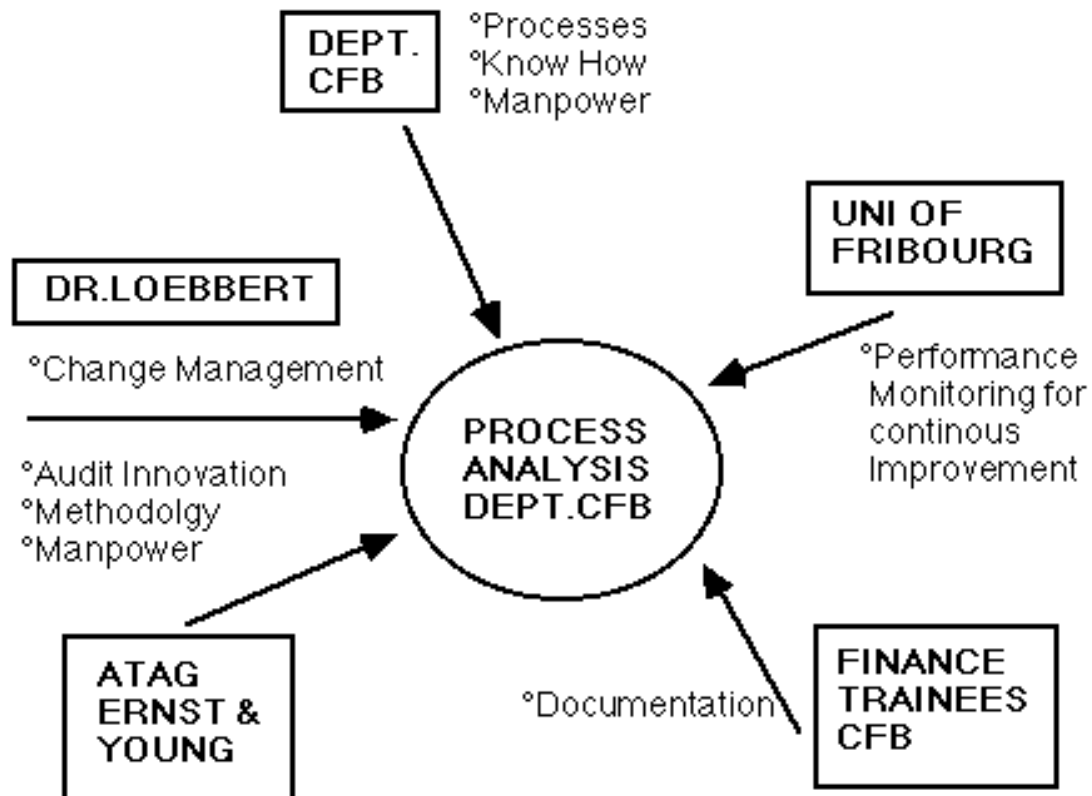 DEPT.
CFB
°Processes
°Know How
°Manpower
UNI OF
FRIBOURG
DR.LOEBBERT
°Change Management
°Performance
Monitoring for
continous
Improvement
PROCESS
ANALYSIS
DEPT.CFB
°Audit Innovation
°Methodolgy
°Manpower
ATAG
ERNST &
YOUNG
°Documentation
FINANCE
TRAINEES
CFB